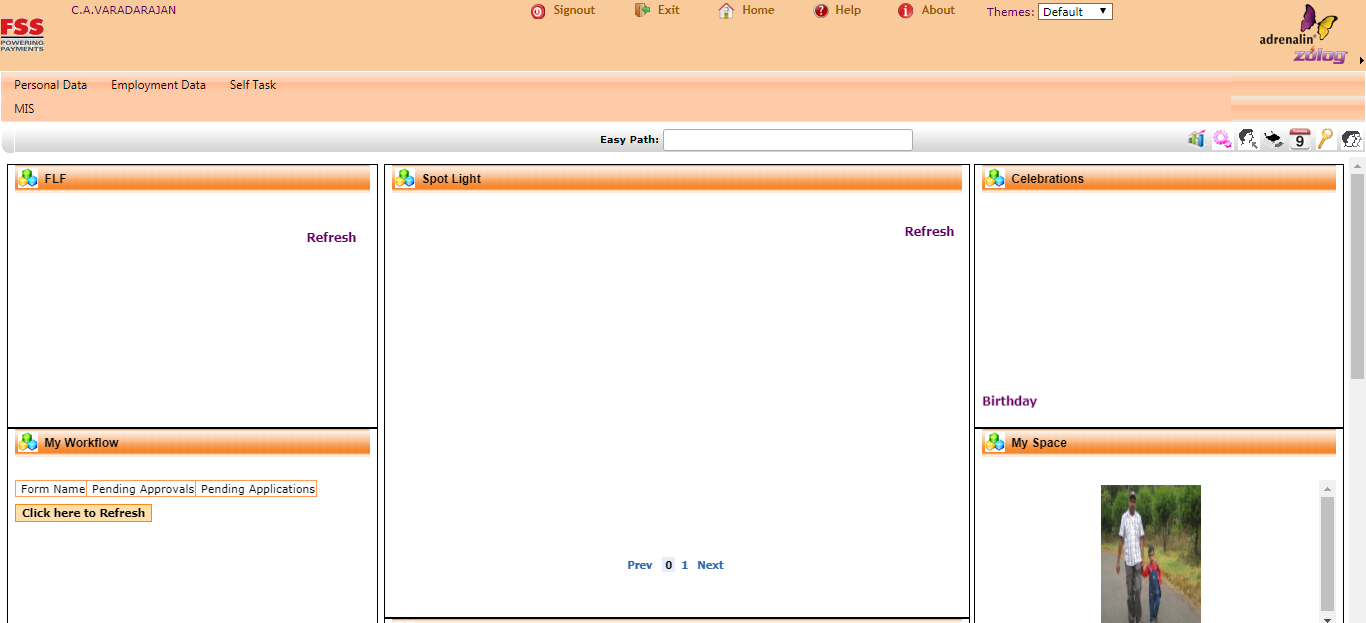 C.A.VARADARAJAN
Signout
Exit
Home
Help
About
Themes: Default
FSS
POWERING
PAYMENTS
adrenalin
zolog
Personal Data Employment Data Self Task
MIS
Easy Path:
9
FLF
Refresh
Spot Light
Refresh
Prev 0 1 Next
Celebrations
Birthday
My Workflow
Form Name Pending Approvals Pending Applications
Click here to Refresh
My Space